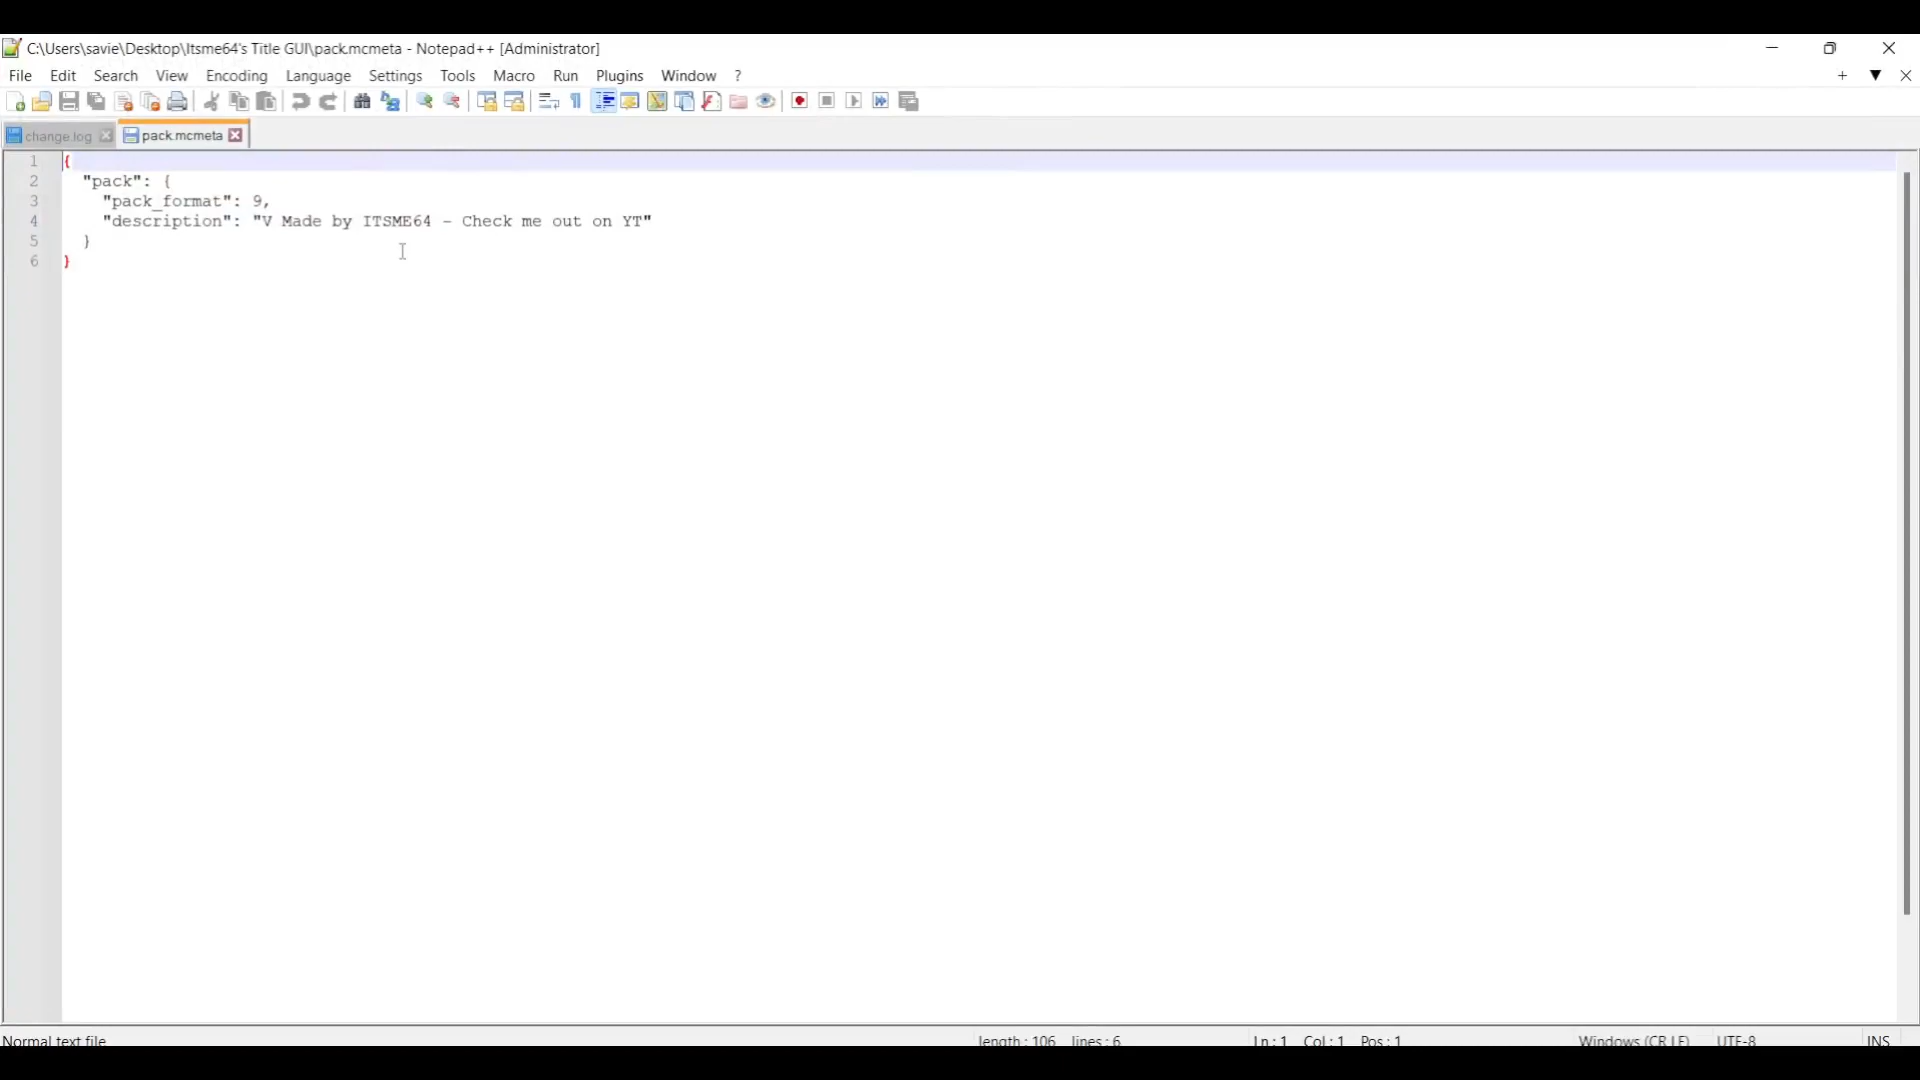 C:\Users\savie\Desktop\Itsme64's Title GUI\pack.mcmeta - Notepad++ [Administrator]
File Edit Search View Encoding Language Settings Tools Macro Run Plugins Window ?
change.log pack.mcmeta
1 {
2 "pack": {
3 "pack_format": 9,
4 "description": "V Made by ITSME64 - Check me out on YT"
5 }
6 }
Normal text file length : 106 lines : 6 Ln : 1 Col : 1 Pos : 1 Windows (CR LF) UTF-8 INS